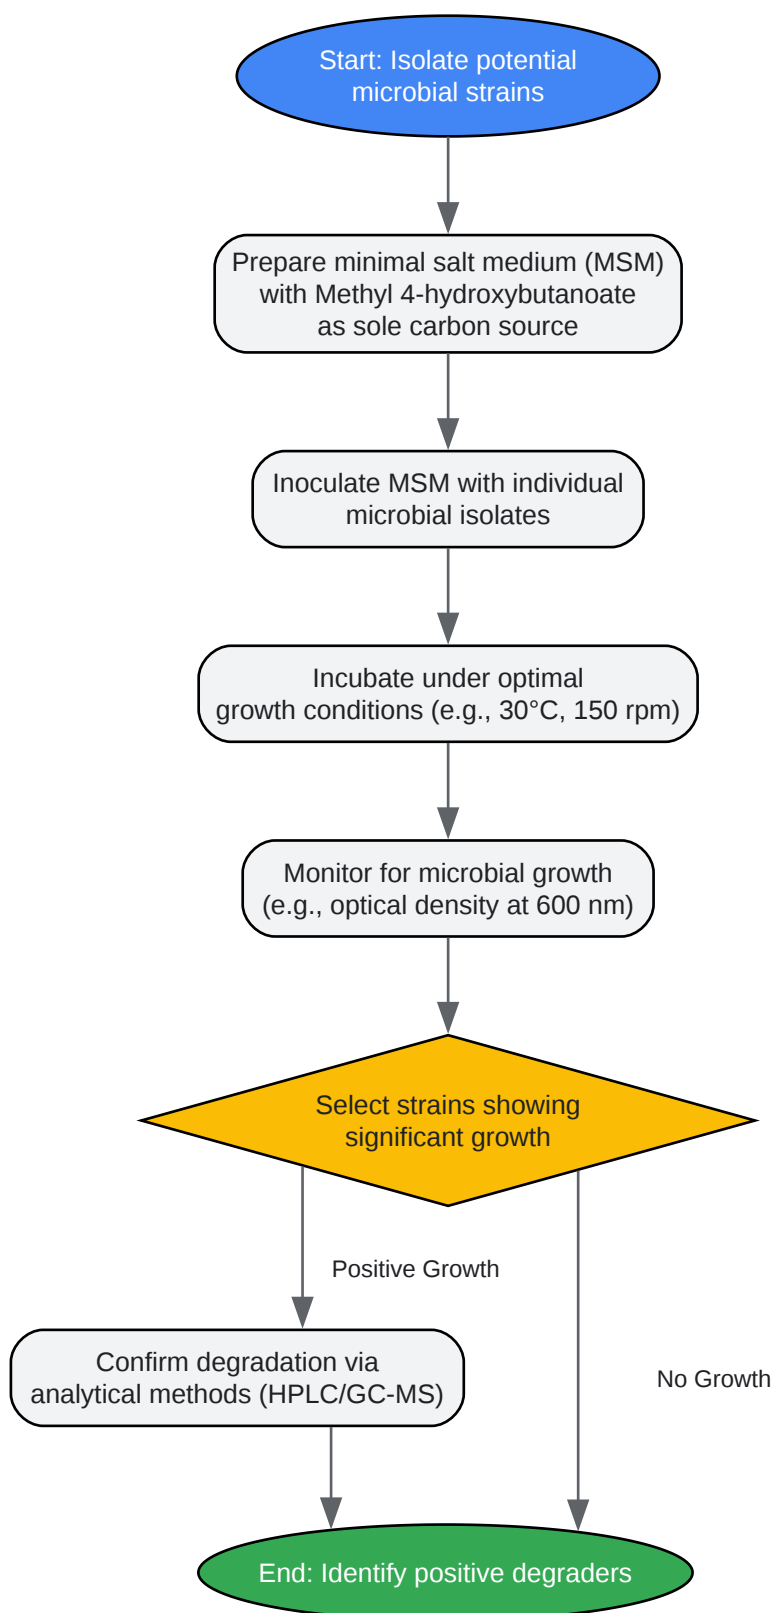 Start: Isolate potential
microbial strains
Prepare minimal salt medium (MSM)
with Methyl 4-hydroxybutanoate
as sole carbon source
Inoculate MSM with individual
microbial isolates
Incubate under optimal
growth conditions (e.g., 30°C, 150 rpm)
Monitor for microbial growth
(e.g., optical density at 600 nm)
Select strains showing
significant growth
Positive Growth
Confirm degradation via
analytical methods (HPLC/GC-MS)
No Growth
End: Identify positive degraders